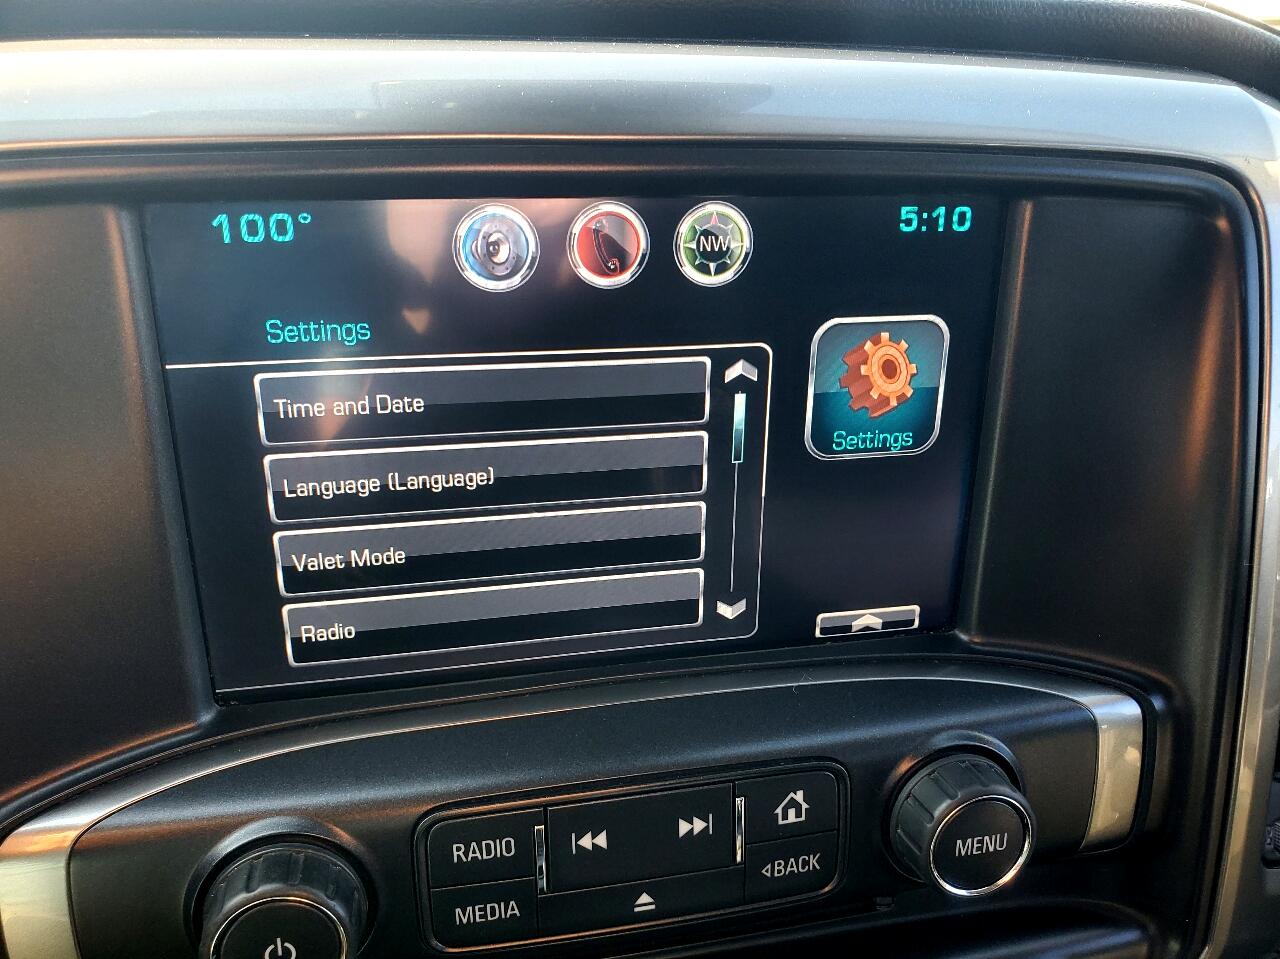 100°
NW
5:10
Settings
Time and Date
Language (Language)
Valet Mode
Radio
Settings
RADIO
MEDIA
BACK
MENU